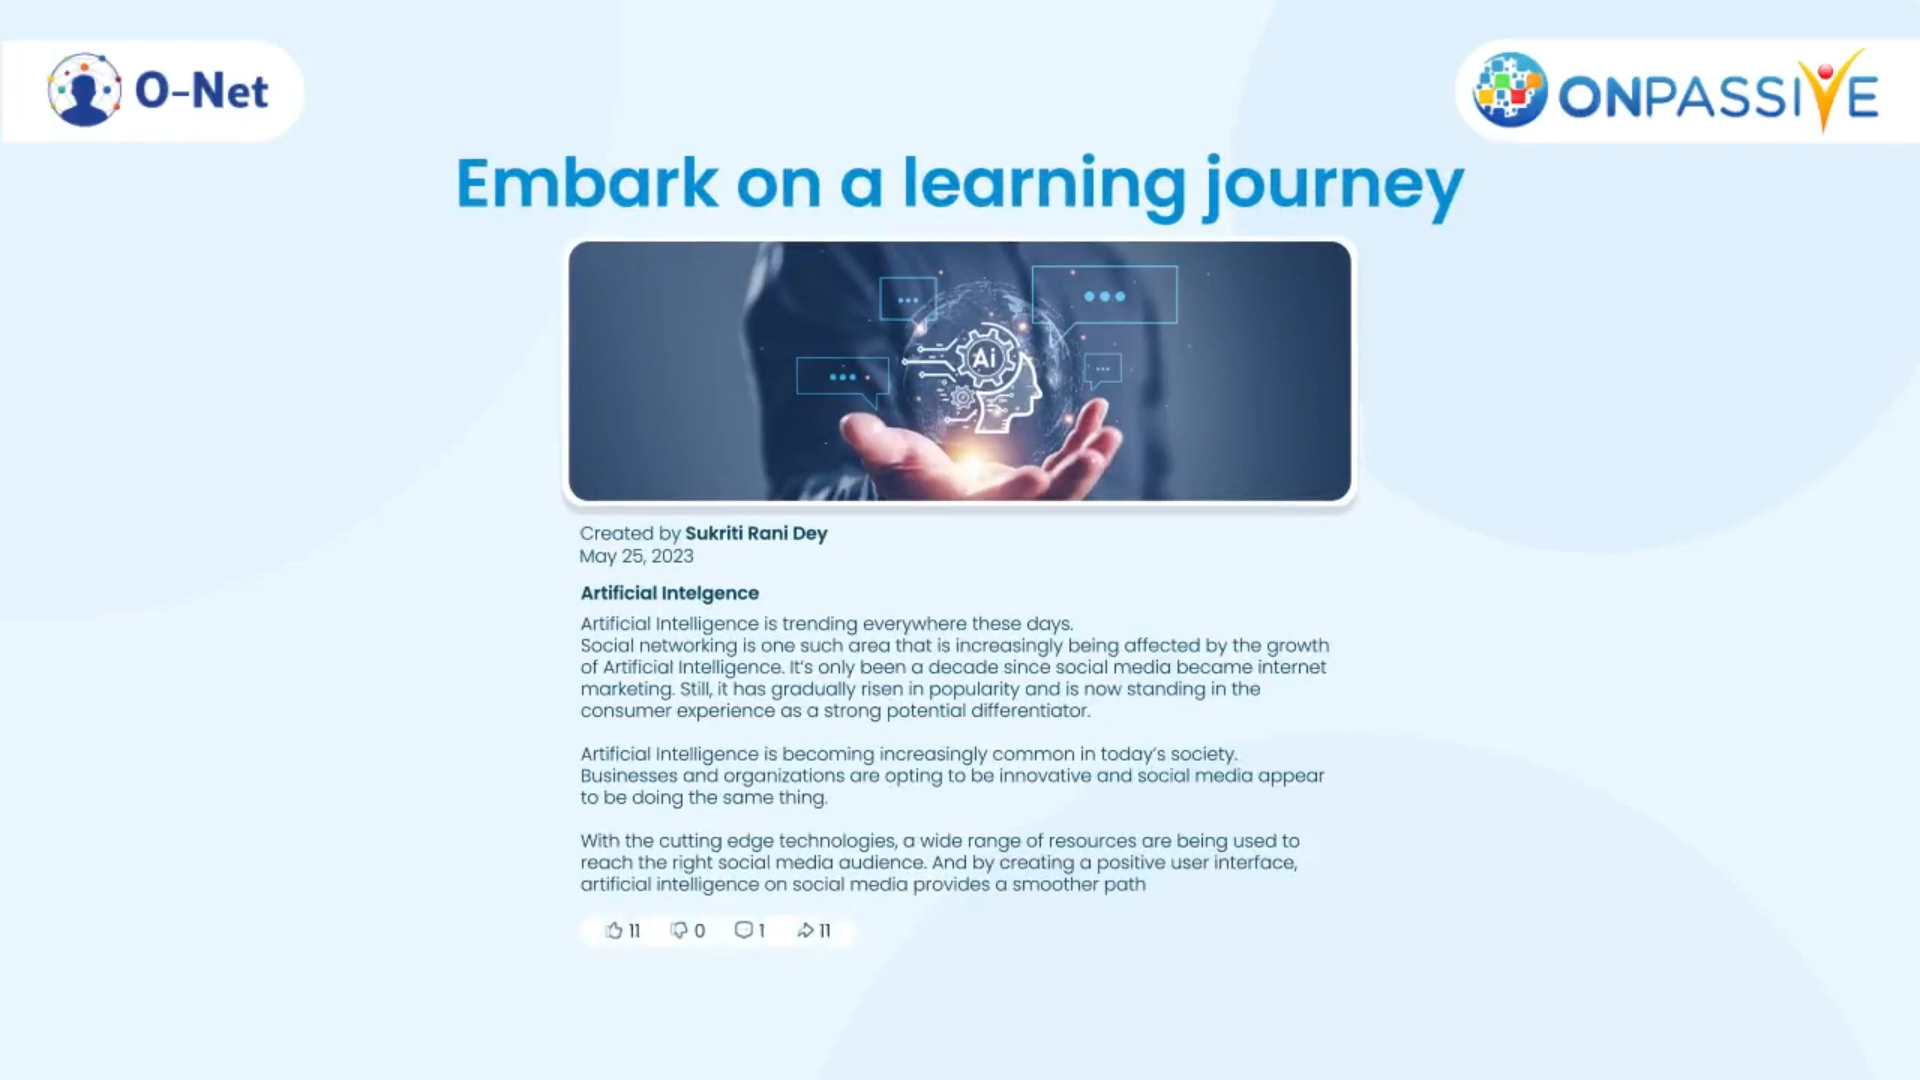 O-Net
ONPASSIVE
Embark on a learning journey
Ai
Created by Sukriti Rani Dey
May 25, 2023
Artificial Intelgence
Artificial Intelligence is trending everywhere these days.
Social networking is one such area that is increasingly being affected by the growth
of Artificial Intelligence. It's only been a decade since social media became internet
marketing. Still, it has gradually risen in popularity and is now standing in the
consumer experience as a strong potential differentiator.
Artificial Intelligence is becoming increasingly common in today's society.
Businesses and organizations are opting to be innovative and social media appear
to be doing the same thing.
With the cutting edge technologies, a wide range of resources are being used to
reach the right social media audience. And by creating a positive user interface,
artificial intelligence on social media provides a smoother path
11 0 1 11